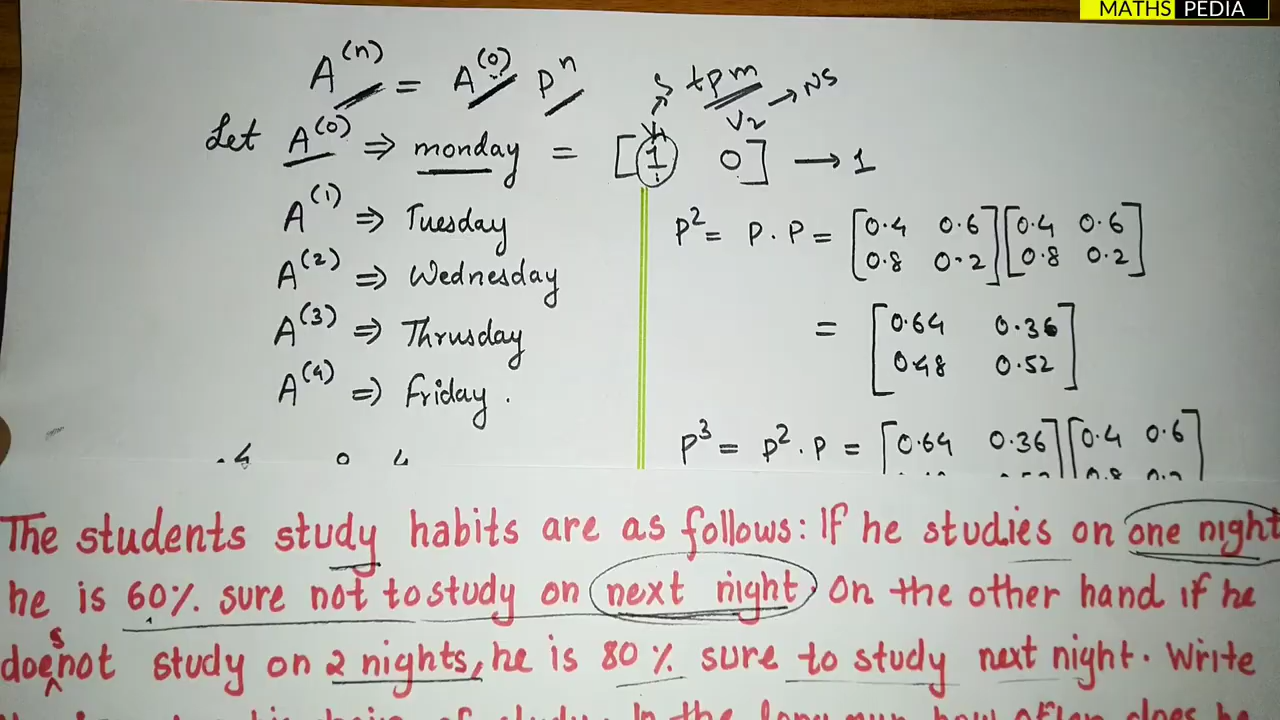 MATHS PEDIA
A^(n) = A^(0) P^n
s tpm
V1 V2 → NS
Let A^(0) ⇒ monday = [1 0] → 1
A^(1) ⇒ Tuesday
A^(2) ⇒ Wednesday
A^(3) ⇒ Thrusday
A^(4) ⇒ Friday.
P^2 = P . P = [0.4 0.6 [0.4 0.6
0.8 0.2] 0.8 0.2]
= [0.64 0.36
0.48 0.52]
P^3 = P^2 . P = [0.64 0.36] [0.4 0.6]
The students study habits are as follows: If he studies on one night
he is 60%. sure not to study on next night. On the other hand if he
doesnot study on 2 nights, he is 80% sure to study next night. Write